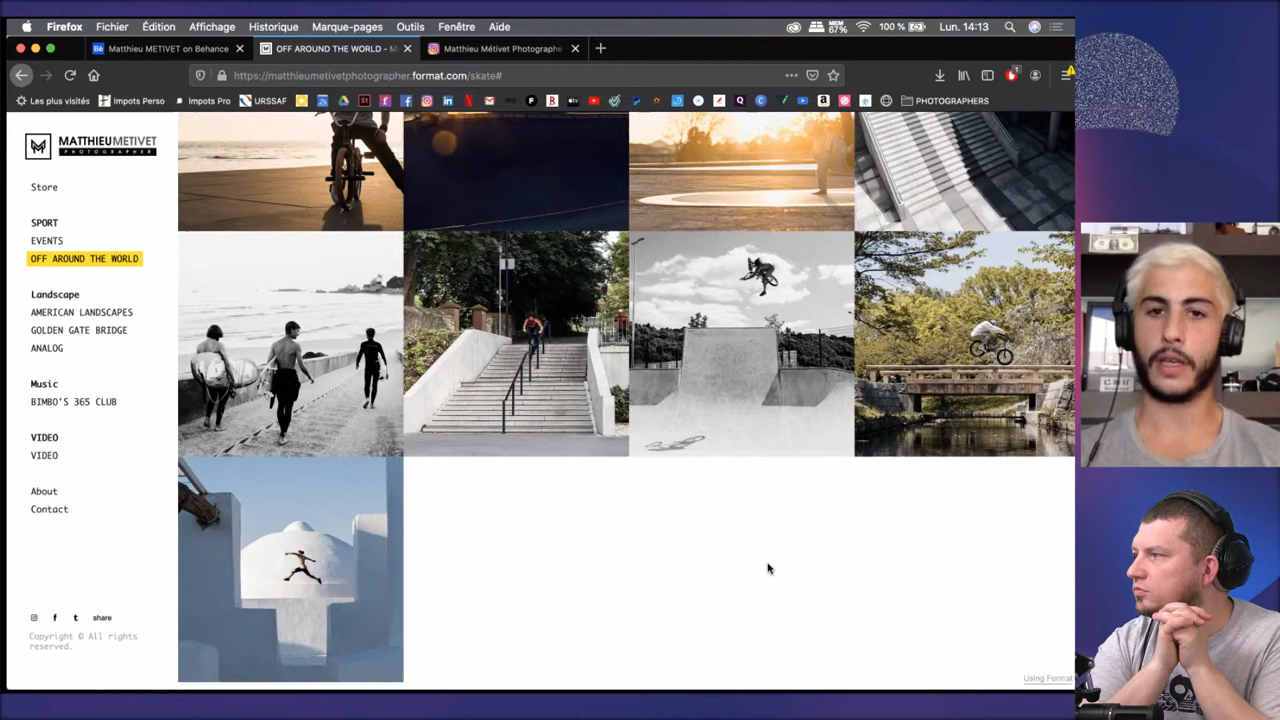 Firefox Fichier Édition Affichage Historique Marque-pages Outils Fenêtre Aide MEM 67% 100 % Lun. 14:13
Matthieu METIVET on Behance
OFF AROUND THE WORLD - M
Matthieu Métivet Photographe
https://matthieumetivetphotographer.format.com/skate#
Les plus visités Impots Perso Impots Pro URSSAF PHOTOGRAPHERS
MATTHIEUMETIVET
PHOTOGRAPHER
Store
SPORT
EVENTS
OFF AROUND THE WORLD
Landscape
AMERICAN LANDSCAPES
GOLDEN GATE BRIDGE
ANALOG
Music
BIMBO'S 365 CLUB
VIDEO
VIDEO
About
Contact
f t share
Copyright © All rights
reserved.
Using Format